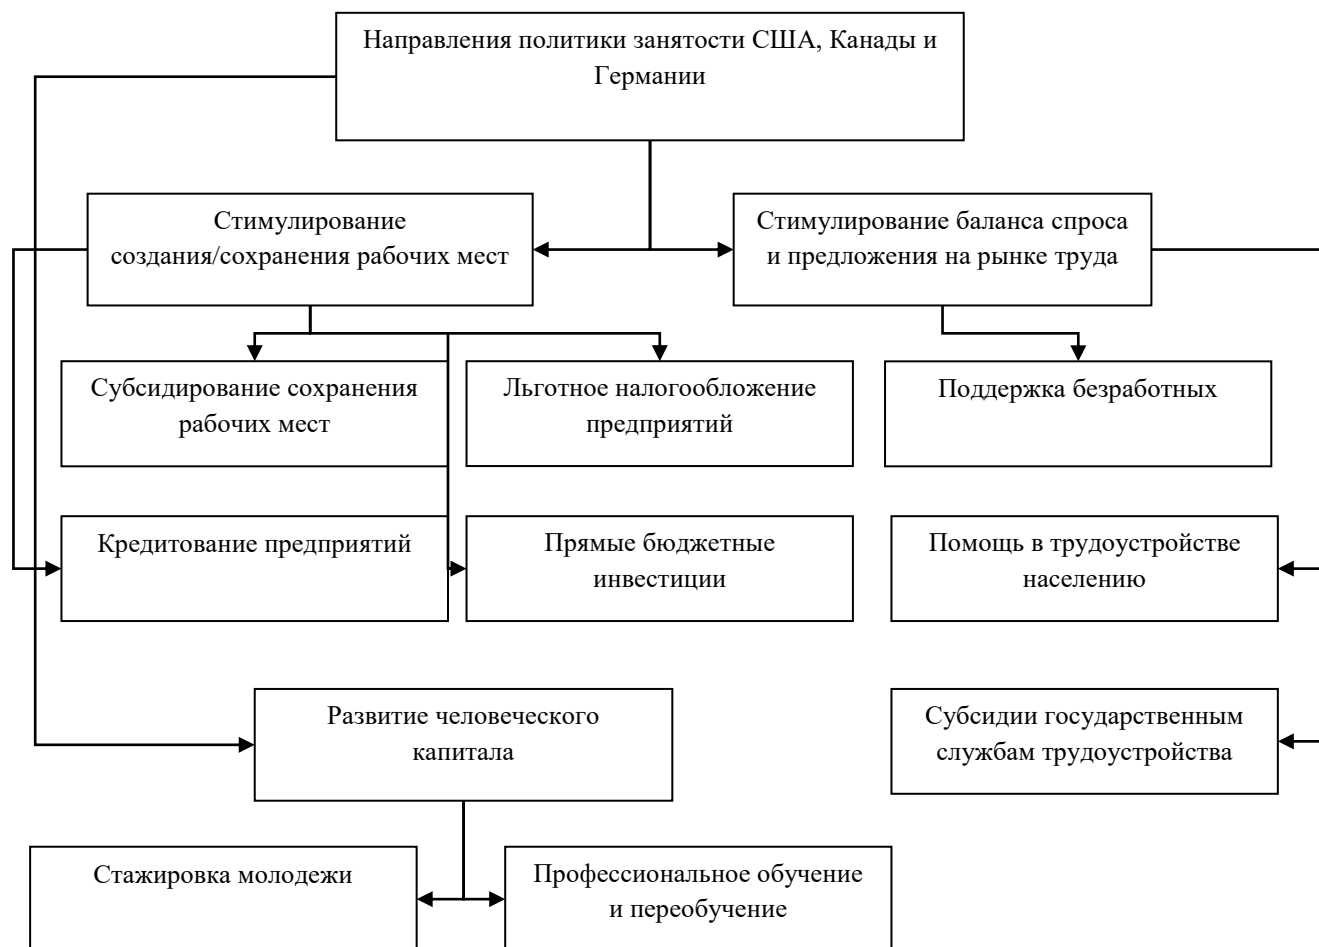 Направления политики занятости США, Канады и
Германии
Стимулирование
создания/сохранения рабочих мест
Стимулирование баланса спроса
и предложения на рынке труда
Субсидирование сохранения
рабочих мест
Льготное налогообложение
предприятий
Поддержка безработных
Кредитование предприятий
Прямые бюджетные
инвестиции
Помощь в трудоустройстве
населению
Развитие человеческого
капитала
Субсидии государственным
службам трудоустройства
Стажировка молодежи
Профессиональное обучение
и переобучение